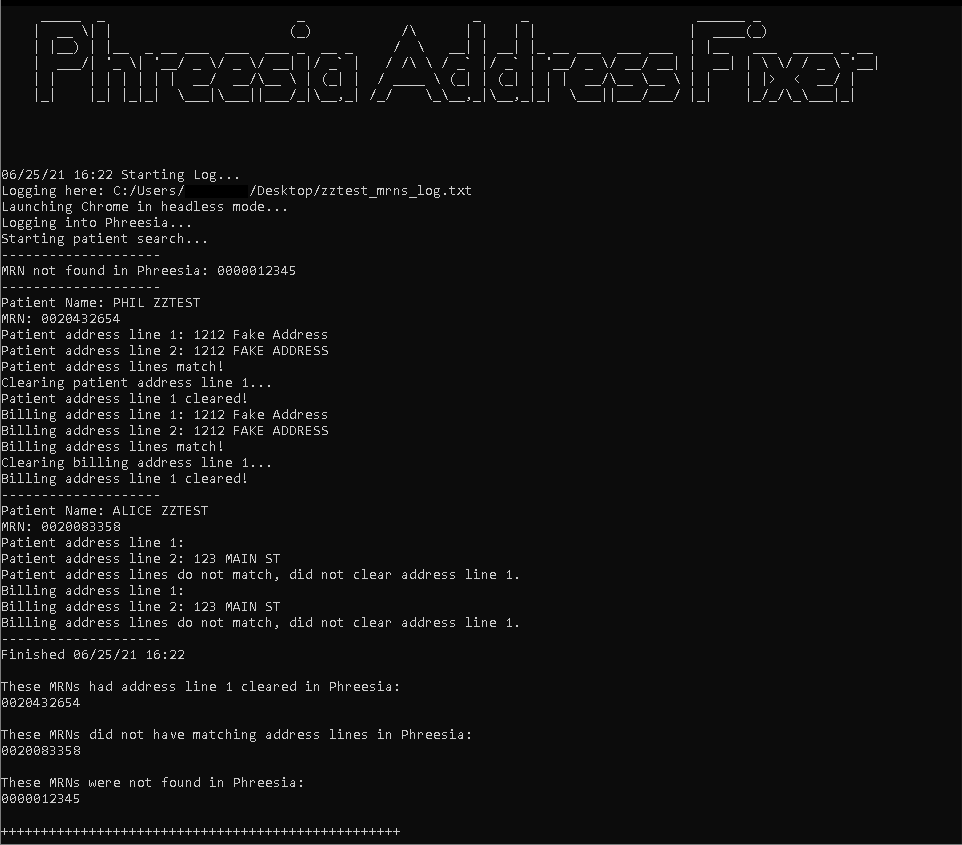 Phreesia Address Fixer
06/25/21 16:22 Starting Log...
Logging here: C:/Users/ /Desktop/zztest_mrns_log.txt
Launching Chrome in headless mode...
Logging into Phreesia...
Starting patient search...
--------------------
MRN not found in Phreesia: 0000012345
--------------------
Patient Name: PHIL ZZTEST
MRN: 0020432654
Patient address line 1: 1212 Fake Address
Patient address line 2: 1212 FAKE ADDRESS
Patient address lines match!
Clearing patient address line 1...
Patient address line 1 cleared!
Billing address line 1: 1212 Fake Address
Billing address line 2: 1212 FAKE ADDRESS
Billing address lines match!
Clearing billing address line 1...
Billing address line 1 cleared!
--------------------
Patient Name: ALICE ZZTEST
MRN: 0020083358
Patient address line 1:
Patient address line 2: 123 MAIN ST
Patient address lines do not match, did not clear address line 1.
Billing address line 1:
Billing address line 2: 123 MAIN ST
Billing address lines do not match, did not clear address line 1.
--------------------
Finished 06/25/21 16:22
These MRNs had address line 1 cleared in Phreesia:
0020432654
These MRNs did not have matching address lines in Phreesia:
0020083358
These MRNs were not found in Phreesia:
0000012345
++++++++++++++++++++++++++++++++++++++++++++++++++